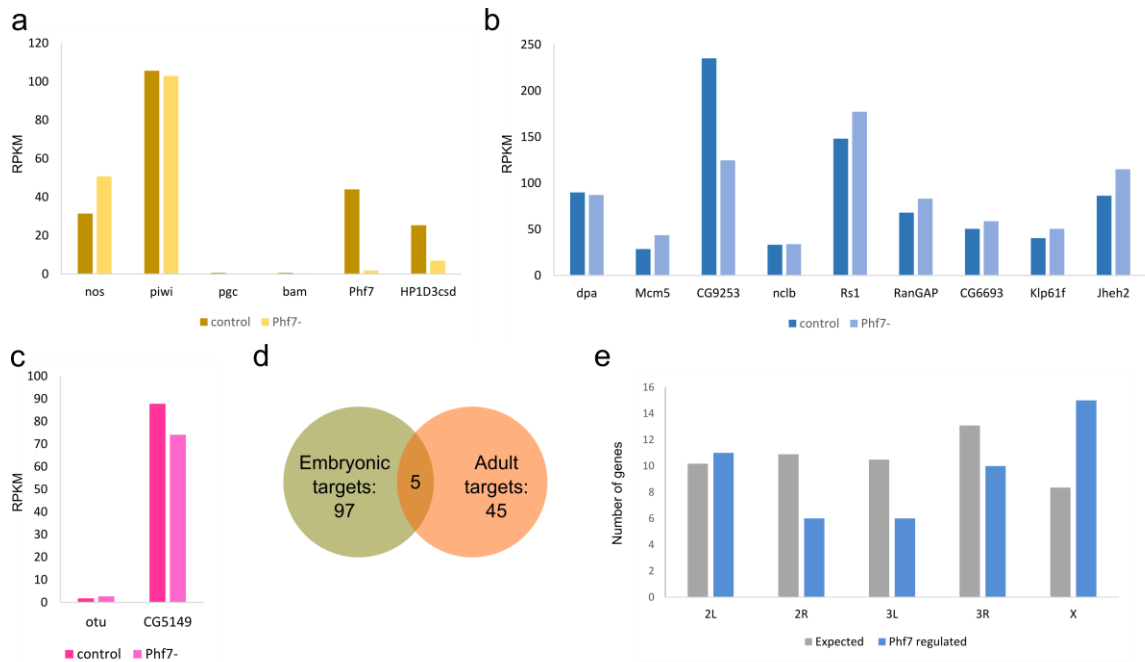 a
120
100
80
60
40
20
0
RPKM
nos piwi pgc bam Phf7 HP1D3csd
control Phf7-
b
250
200
150
100
50
0
RPKM
dpa Mcm5 CG9253 nclb Rs1 RanGAP CG6693 Klp61f Jheh2
control Phf7-
c
100
90
80
70
60
50
40
30
20
10
0
RPKM
otu CG5149
control Phf7-
d
Embryonic
targets:
97
5
Adult
targets:
45
e
16
14
12
10
8
6
4
2
0
Number of genes
2L 2R 3L 3R X
Expected Phf7 regulated